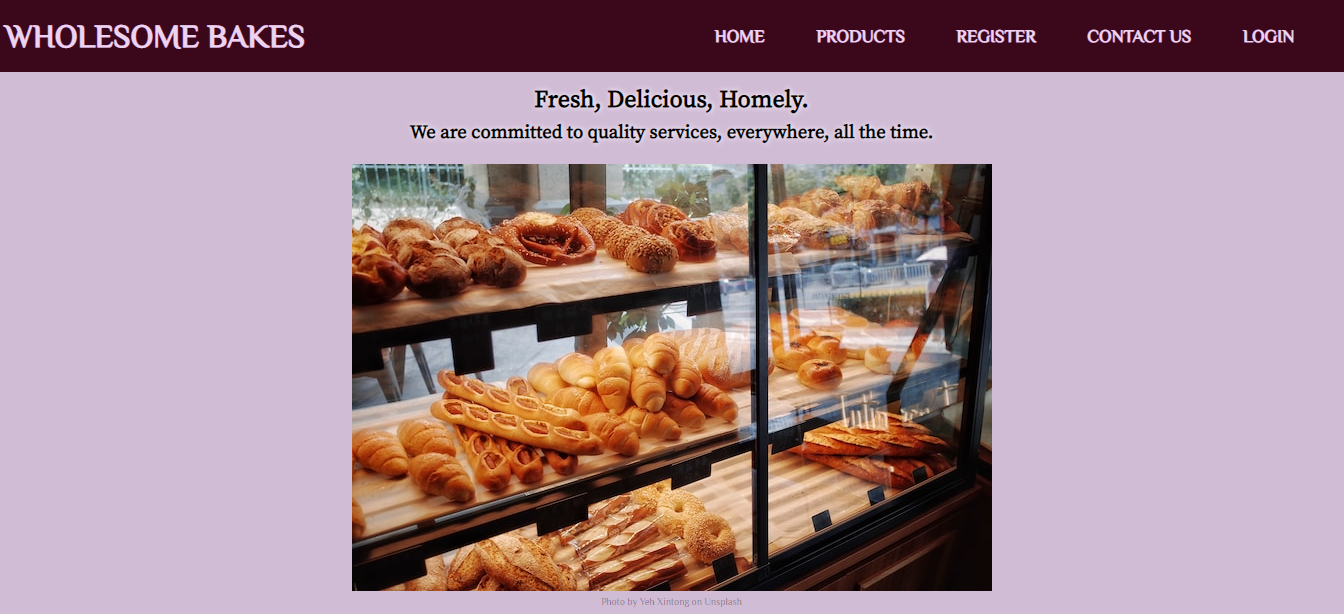 WHOLESOME BAKES
HOME PRODUCTS REGISTER CONTACT US LOGIN
Fresh, Delicious, Homely.
We are committed to quality services, everywhere, all the time.
Photo by Yeh Xintong on Unsplash